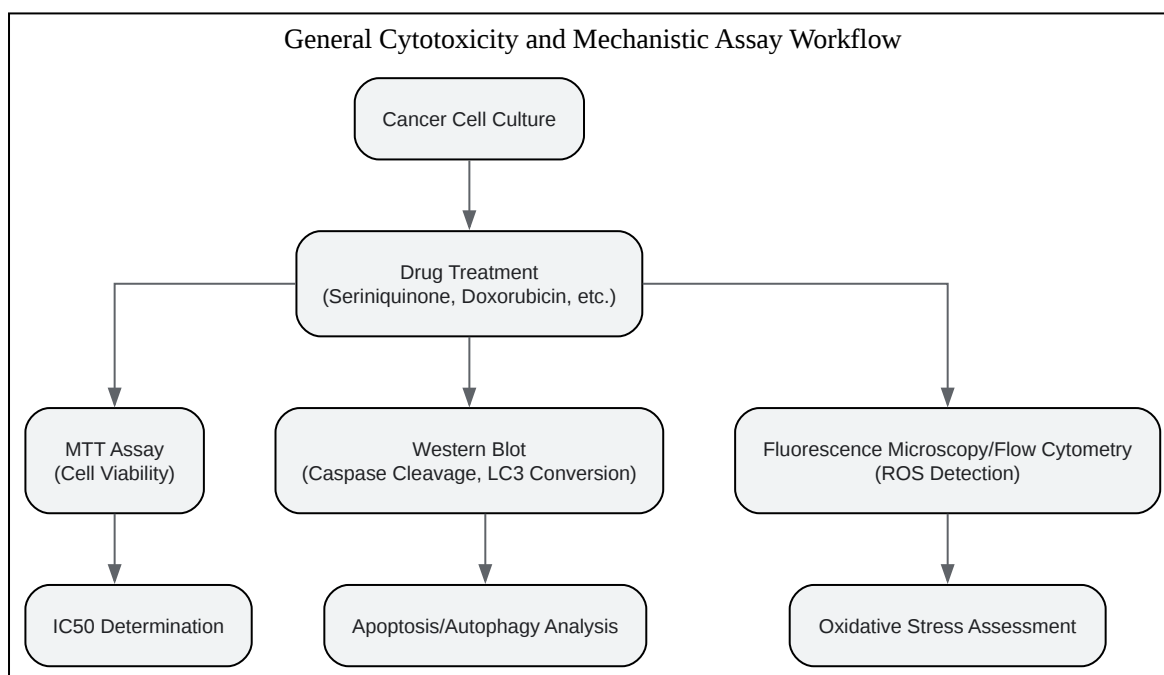 General Cytotoxicity and Mechanistic Assay Workflow
Cancer Cell Culture
Drug Treatment
(Seriniquinone, Doxorubicin, etc.)
MTT Assay
(Cell Viability)
Western Blot
(Caspase Cleavage, LC3 Conversion)
Fluorescence Microscopy/Flow Cytometry
(ROS Detection)
IC50 Determination
Apoptosis/Autophagy Analysis
Oxidative Stress Assessment